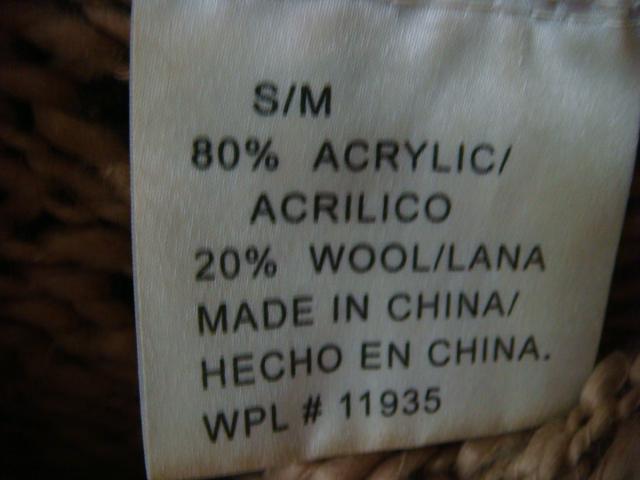 S/M
80% ACRYLIC/
ACRILICO
20% WOOL/LANA
MADE IN CHINA/
HECHO EN CHINA.
WPL # 11935